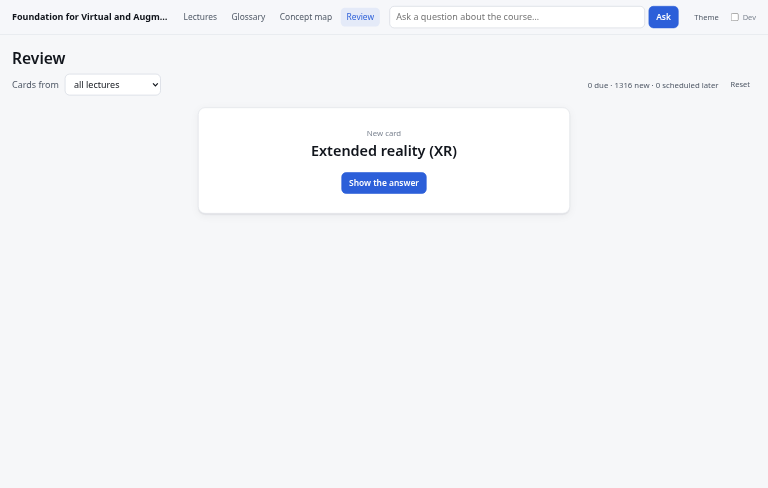 Foundation for Virtual and Augm... Lectures Glossary Concept map Review Ask a question about the course... Ask Theme Dev
Review
Cards from all lectures 0 due · 1316 new · 0 scheduled later Reset
New card
Extended reality (XR)
Show the answer